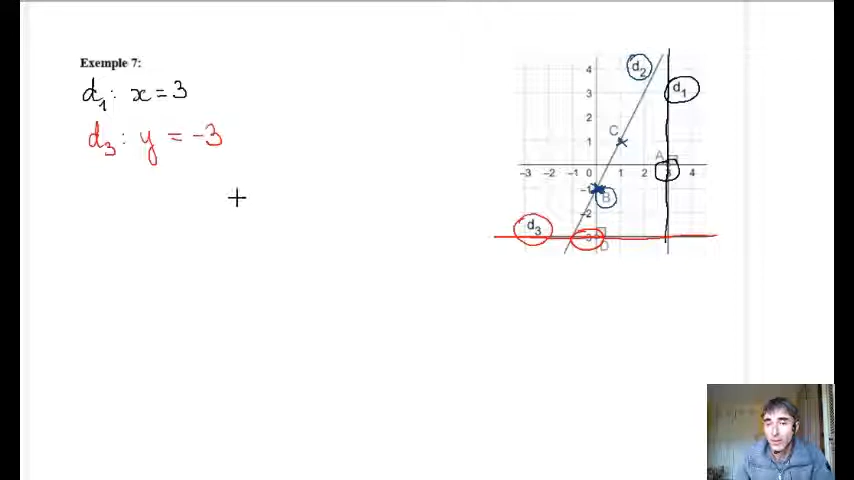 Exemple 7:
d₁: x = 3
d₃: y = -3
d₂
d₁
d₃
4
3
2
1
C
A
−3 −2 −1 0 1 2 3 4
−1
B
−2
−3
D